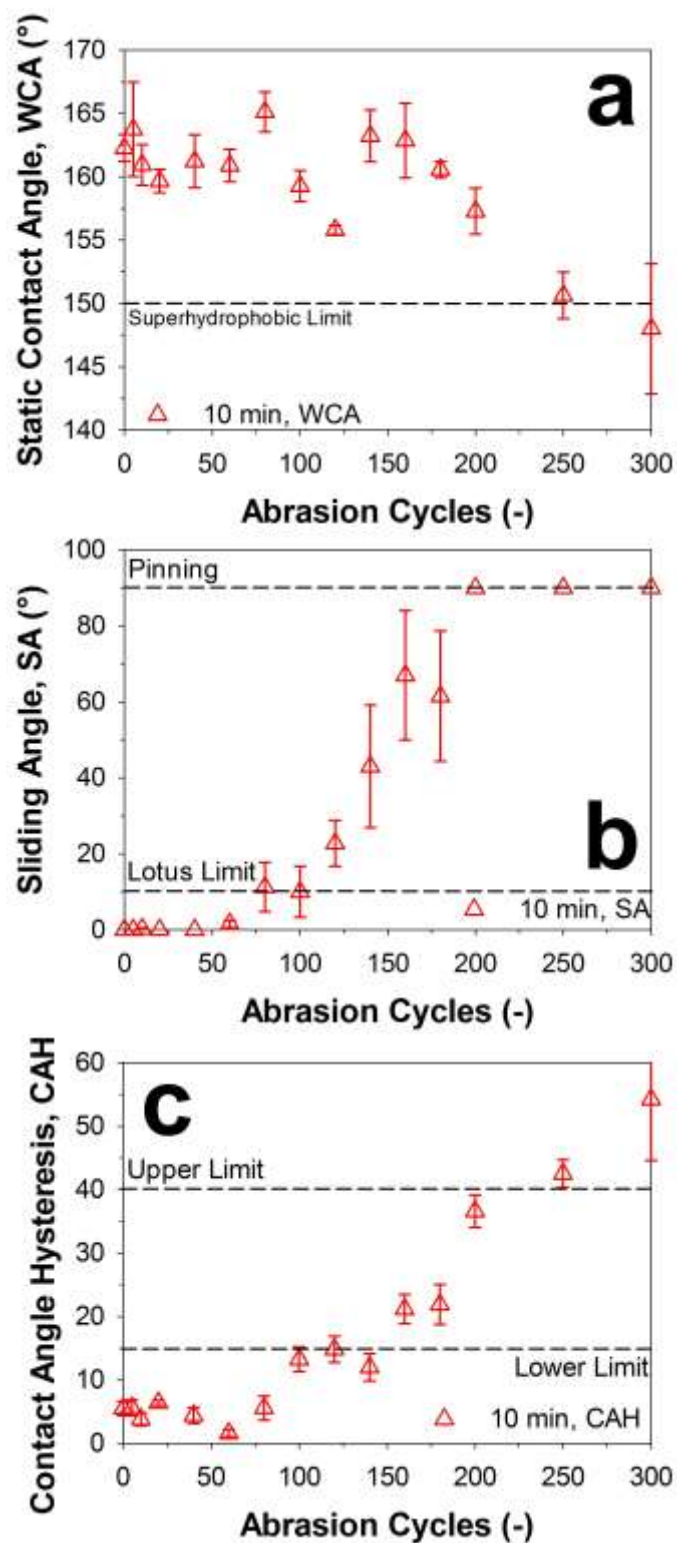 170
165
160
155
150
145
140
Static Contact Angle, WCA (°)
a
Superhydrophobic Limit
10 min, WCA
0 50 100 150 200 250 300
Abrasion Cycles (-)
100
80
60
40
20
0
Sliding Angle, SA (°)
Pinning
Lotus Limit
b
10 min, SA
0 50 100 150 200 250 300
Abrasion Cycles (-)
60
50
40
30
20
10
0
Contact Angle Hysteresis, CAH
c
Upper Limit
Lower Limit
10 min, CAH
0 50 100 150 200 250 300
Abrasion Cycles (-)